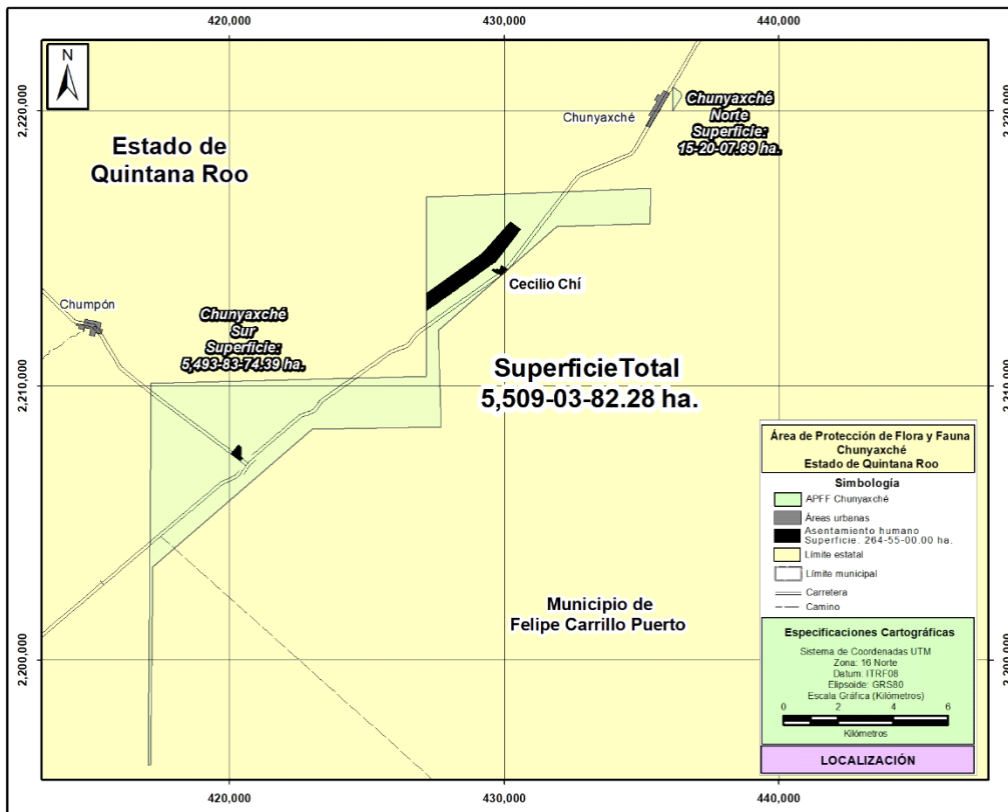 420,000
430,000
440,000
N
2,220,000
2,220,000
Estado de
Quintana Roo
Chunyaxché
Chunyaxché
Norte
Superficie:
15-20-07.89 ha.
Cecilio Chí
Chumpón
Chunyaxché
Sur
Superficie:
5,493-83-74.39 ha.
SuperficieTotal
5,509-03-82.28 ha.
2,210,000
2,210,000
Municipio de
Felipe Carrillo Puerto
2,200,000
2,200,000
Área de Protección de Flora y Fauna
Chunyaxché
Estado de Quintana Roo
Simbología
APFF Chunyaxché
Áreas urbanas
Asentamiento humano
Superficie: 264-55-00.00 ha.
Límite estatal
Límite municipal
Carretera
Camino
Especificaciones Cartográficas
Sistema de Coordenadas UTM
Zona: 16 Norte
Datum: ITRF08
Elipsoide: GRS80
Escala Gráfica (Kilómetros)
0 2 4 6
Kilómetros
LOCALIZACIÓN
420,000
430,000
440,000